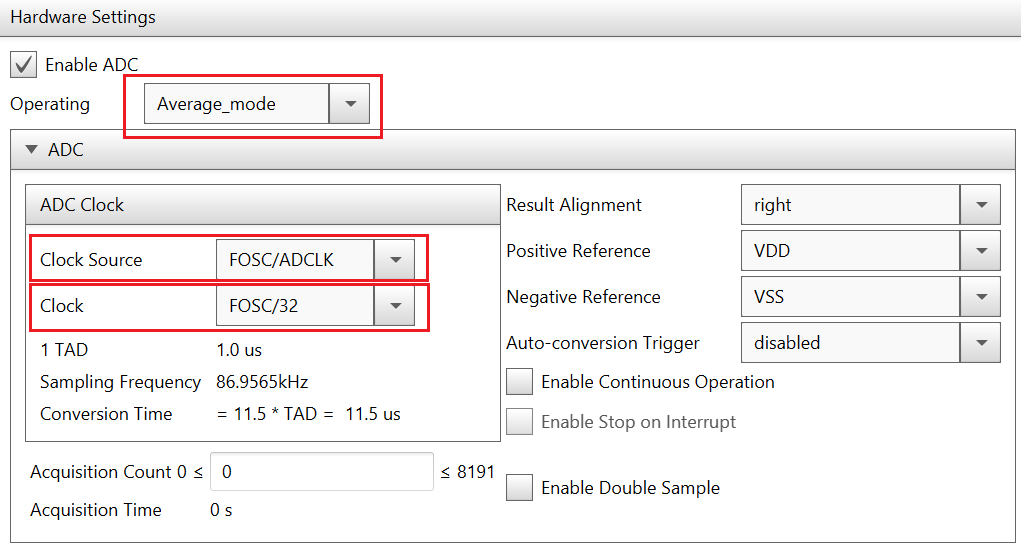 Hardware Settings
Enable ADC
Operating Average_mode
ADC
ADC Clock
Clock Source FOSC/ADCLK
Clock FOSC/32
1 TAD 1.0 us
Sampling Frequency 86.9565kHz
Conversion Time = 11.5 * TAD = 11.5 us
Acquisition Count 0 ≤ 0 ≤ 8191
Acquisition Time 0 s
Result Alignment right
Positive Reference VDD
Negative Reference VSS
Auto-conversion Trigger disabled
Enable Continuous Operation
Enable Stop on Interrupt
Enable Double Sample